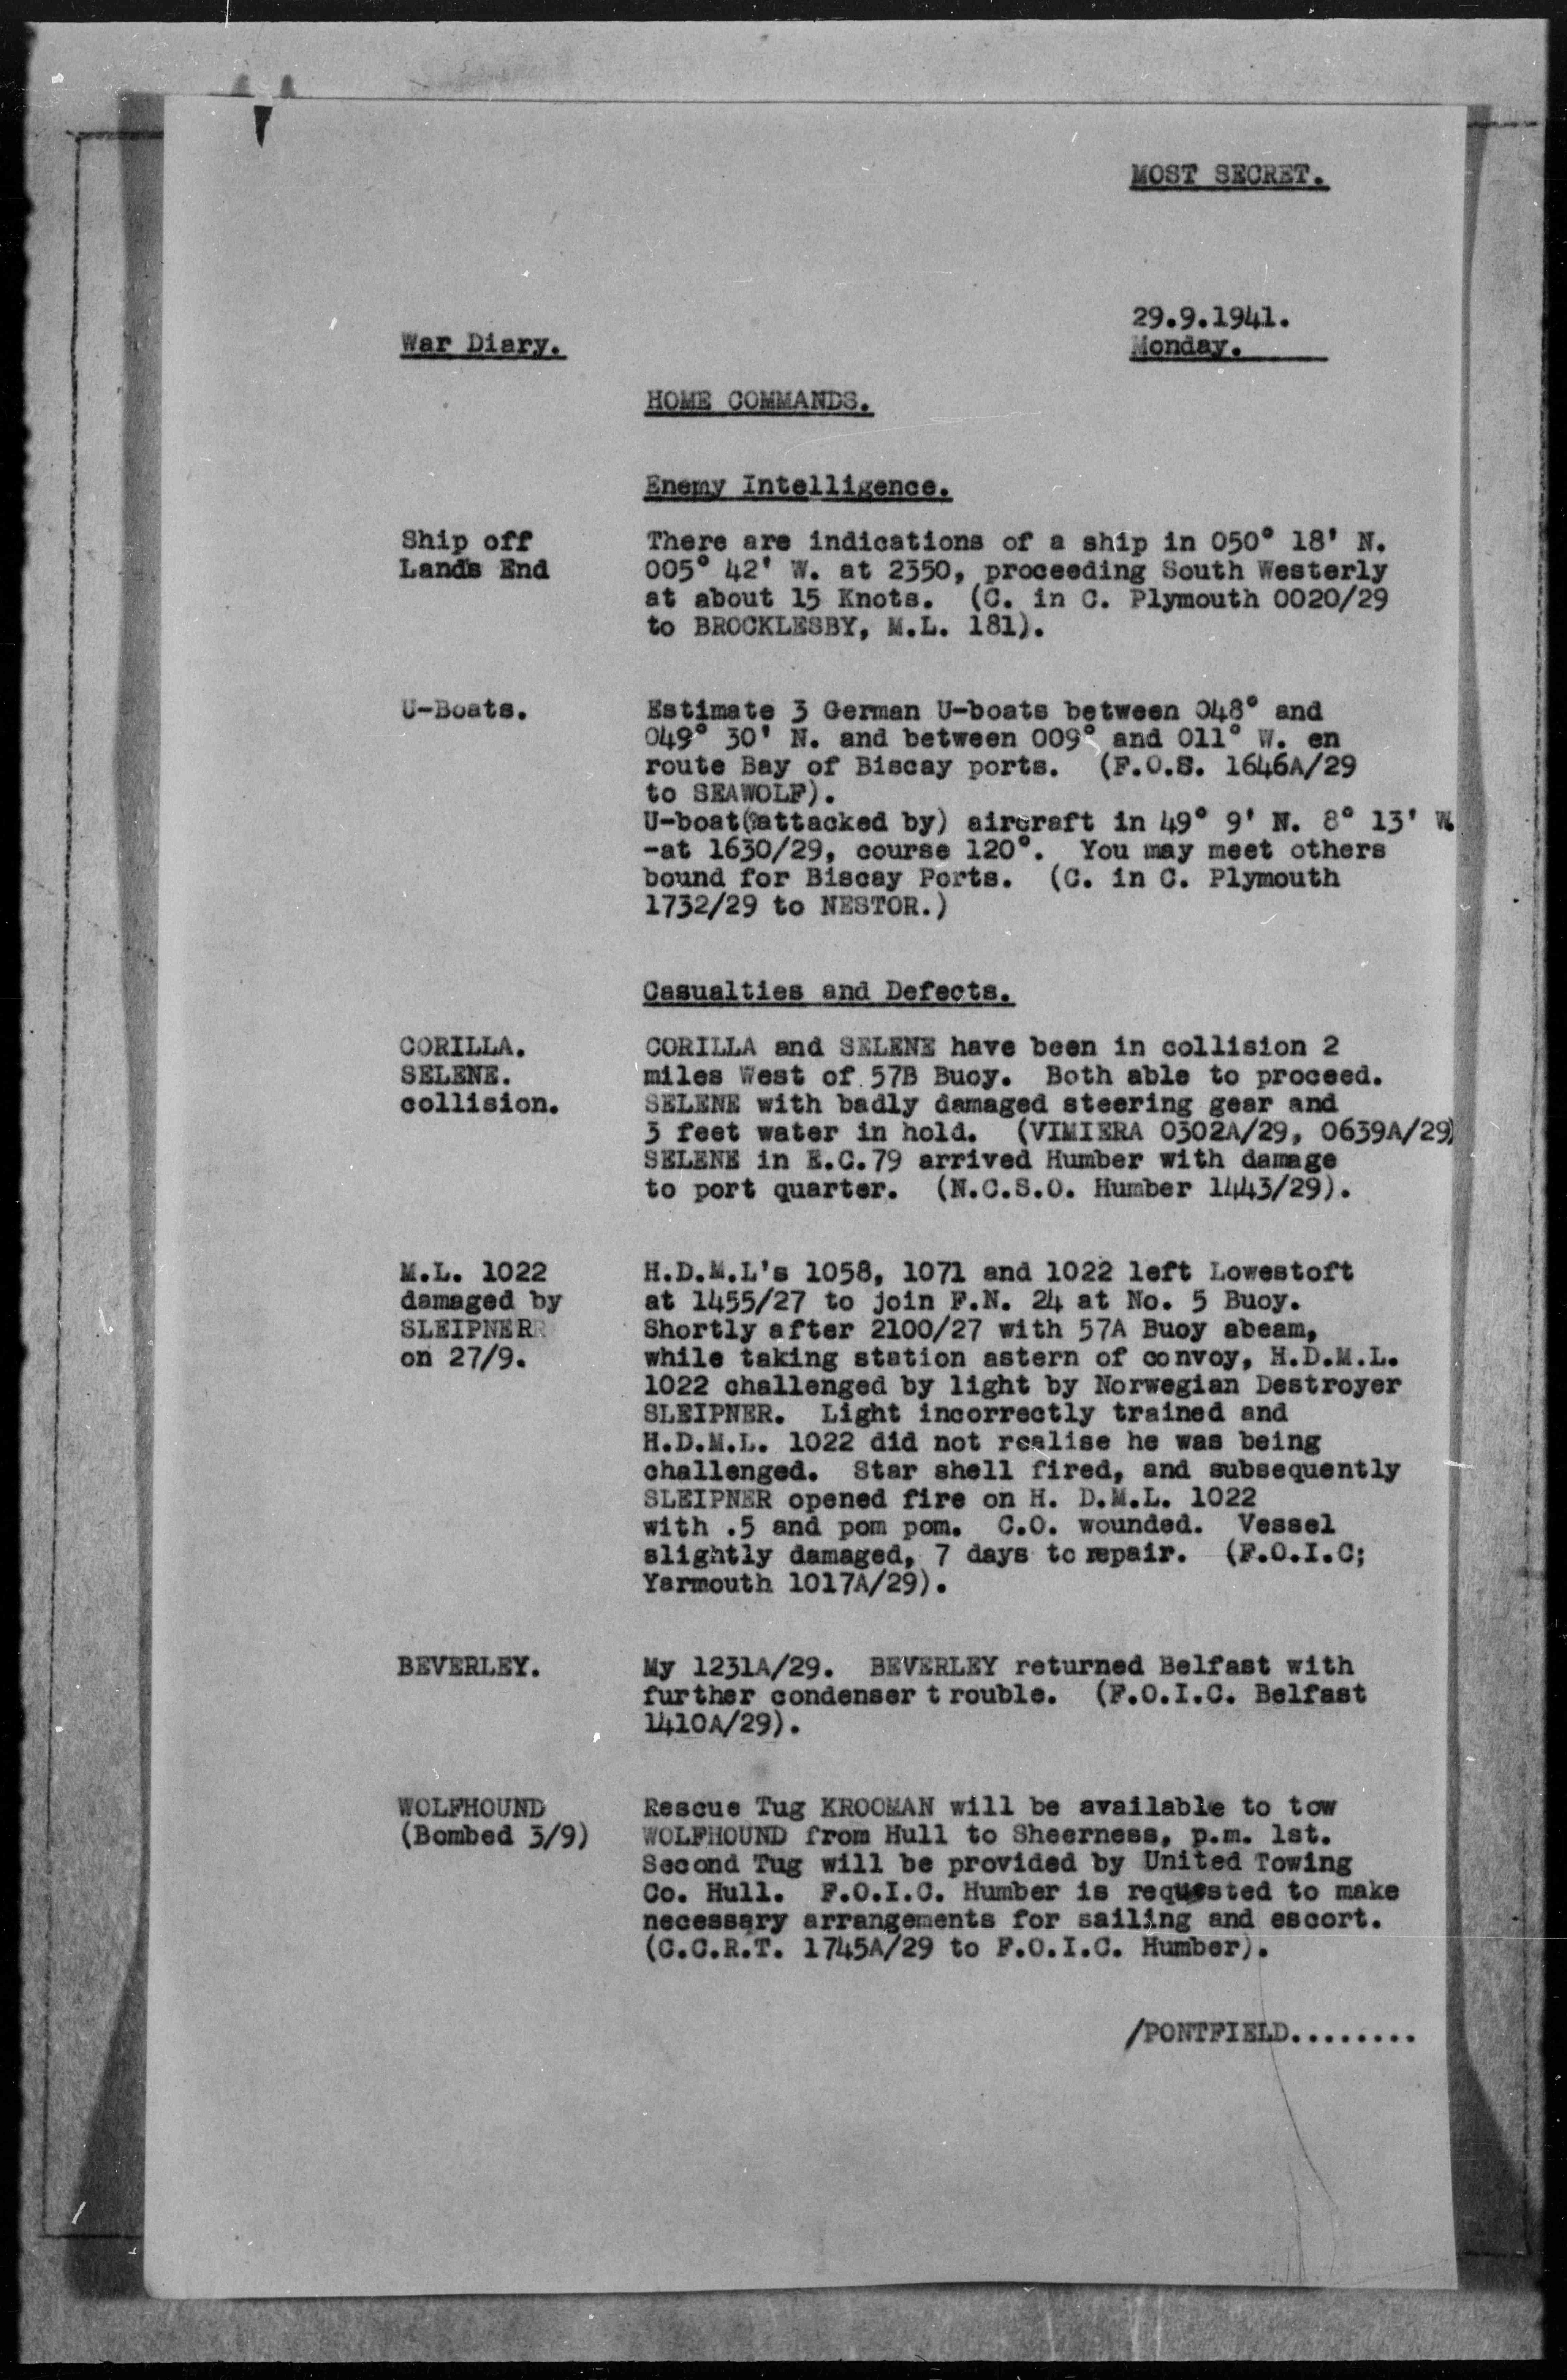 MOST SECRET.
29.9.1941.
War Diary.
Monday.
HOME COMMANDS.
Enemy Intelligence.
Ship off
Lands End
There are indications of a ship in 050° 18' N.
005° 42' W. at 2350, proceeding South Westerly
at about 15 Knots. (C. in C. Plymouth 0020/29
to BROCKLESBY, M.L. 181).
U-Boats.
Estimate 3 German U-boats between 048° and
049° 30' N. and between 009° and 011° W. en
route Bay of Biscay ports. (F.O.S. 1646A/29
to SEAWOLF).
U-boat(?attacked by) aircraft in 49° 9' N. 8° 13' W.
-at 1630/29, course 120°. You may meet others
bound for Biscay Ports. (C. in C. Plymouth
1732/29 to NESTOR.)
Casualties and Defects.
CORILLA.
SELENE.
collision.
CORILLA and SELENE have been in collision 2
miles West of 57B Buoy. Both able to proceed.
SELENE with badly damaged steering gear and
3 feet water in hold. (VIMIERA 0302A/29, 0639A/29)
SELENE in E.C.79 arrived Humber with damage
to port quarter. (N.C.S.O. Humber 1443/29).
M.L. 1022
damaged by
SLEIPNER
on 27/9.
H.D.M.L's 1058, 1071 and 1022 left Lowestoft
at 1455/27 to join F.N. 24 at No. 5 Buoy.
Shortly after 2100/27 with 57A Buoy abeam,
while taking station astern of convoy, H.D.M.L.
1022 challenged by light by Norwegian Destroyer
SLEIPNER. Light incorrectly trained and
H.D.M.L. 1022 did not realise he was being
challenged. Star shell fired, and subsequently
SLEIPNER opened fire on H. D.M.L. 1022
with .5 and pom pom. C.O. wounded. Vessel
slightly damaged, 7 days to repair. (F.O.I.C;
Yarmouth 1017A/29).
BEVERLEY.
My 1231A/29. BEVERLEY returned Belfast with
further condenser t rouble. (F.O.I.C. Belfast
1410A/29).
WOLFHOUND
(Bombed 3/9)
Rescue Tug KROOMAN will be available to tow
WOLFHOUND from Hull to Sheerness, p.m. 1st.
Second Tug will be provided by United Towing
Co. Hull. F.O.I.C. Humber is requested to make
necessary arrangements for sailing and escort.
(C.C.R.T. 1745A/29 to F.O.I.C. Humber).
/PONTFIELD........